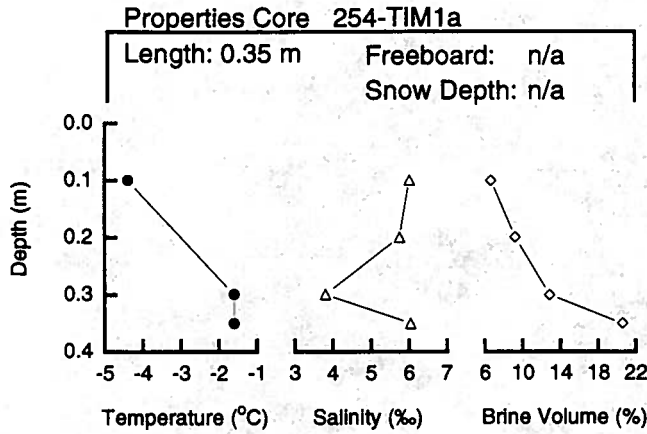 Properties Core 254-TIM1a
Length: 0.35 m Freeboard: n/a
Snow Depth: n/a
0.0
0.1
0.2
0.3
0.4
Depth (m)
-5 -4 -3 -2 -1 3 4 5 6 7 6 10 14 18 22
Temperature (°C) Salinity (‰) Brine Volume (%)